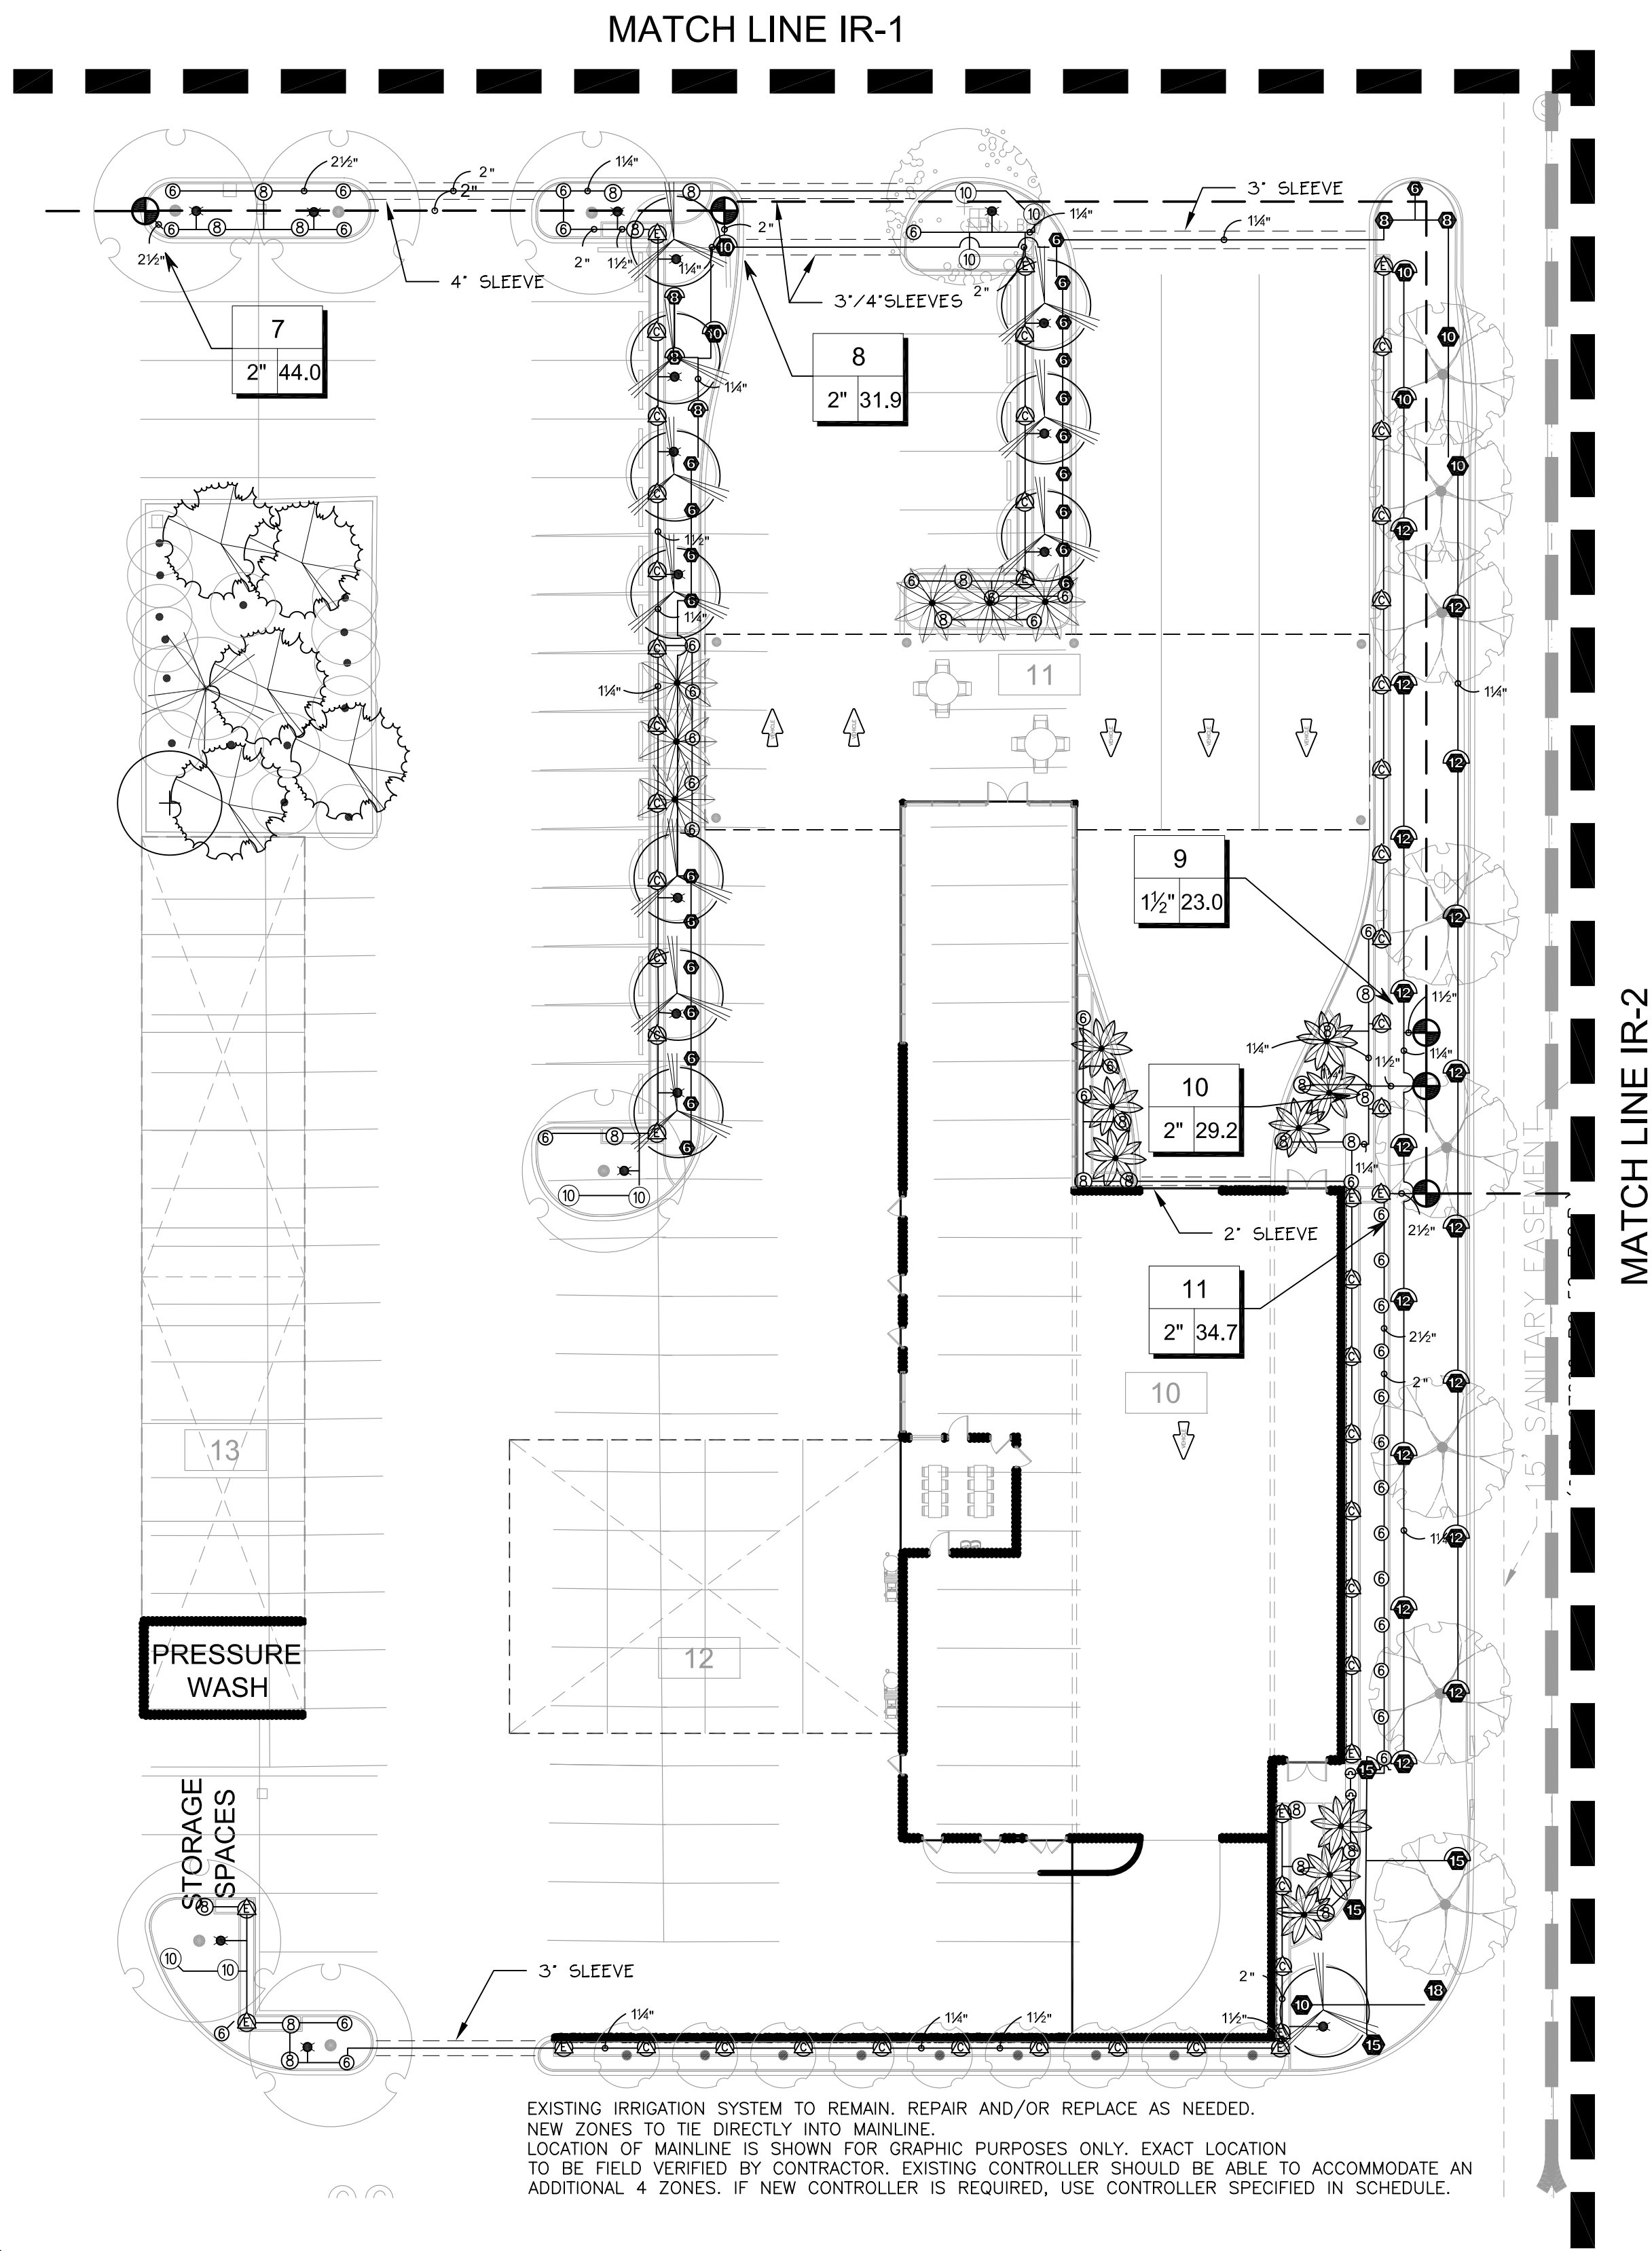 MATCH LINE IR-1
2½"
2"
2"
1¼"
2½"
4" SLEEVE
2"
1½"
1¼"
2"
1¼"
3" SLEEVE
1¼"
3"/4"SLEEVES
2"
7
2" 44.0
8
2" 31.9
1¼"
1½"
1¼"
1¼"
11
1¼"
9
1½" 23.0
1½"
1¼"
1¼"
1½"
10
2" 29.2
1¼"
2" SLEEVE
2½"
11
2" 34.7
2½"
2"
10
1¼"
MATCH LINE IR-2
15' SANITARY EASEMENT
13
12
PRESSURE
WASH
STORAGE
SPACES
3" SLEEVE
2"
1¼"
1¼"
1½"
1½"
EXISTING IRRIGATION SYSTEM TO REMAIN. REPAIR AND/OR REPLACE AS NEEDED.
NEW ZONES TO TIE DIRECTLY INTO MAINLINE.
LOCATION OF MAINLINE IS SHOWN FOR GRAPHIC PURPOSES ONLY. EXACT LOCATION
TO BE FIELD VERIFIED BY CONTRACTOR. EXISTING CONTROLLER SHOULD BE ABLE TO ACCOMMODATE AN
ADDITIONAL 4 ZONES. IF NEW CONTROLLER IS REQUIRED, USE CONTROLLER SPECIFIED IN SCHEDULE.